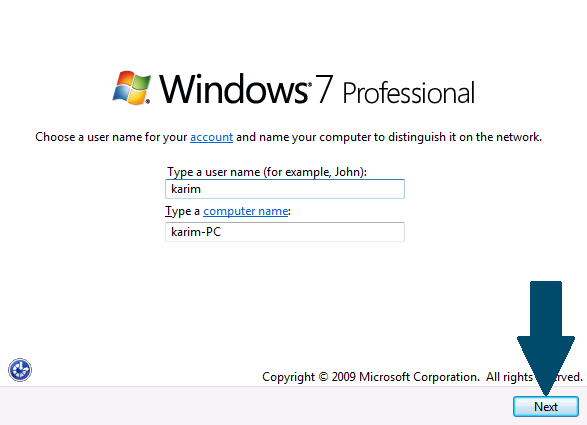 Windows 7 Professional
Choose a user name for your account and name your computer to distinguish it on the network.
Type a user name (for example, John):
karim
Type a computer name:
karim-PC
Copyright © 2009 Microsoft Corporation. All rights
Next